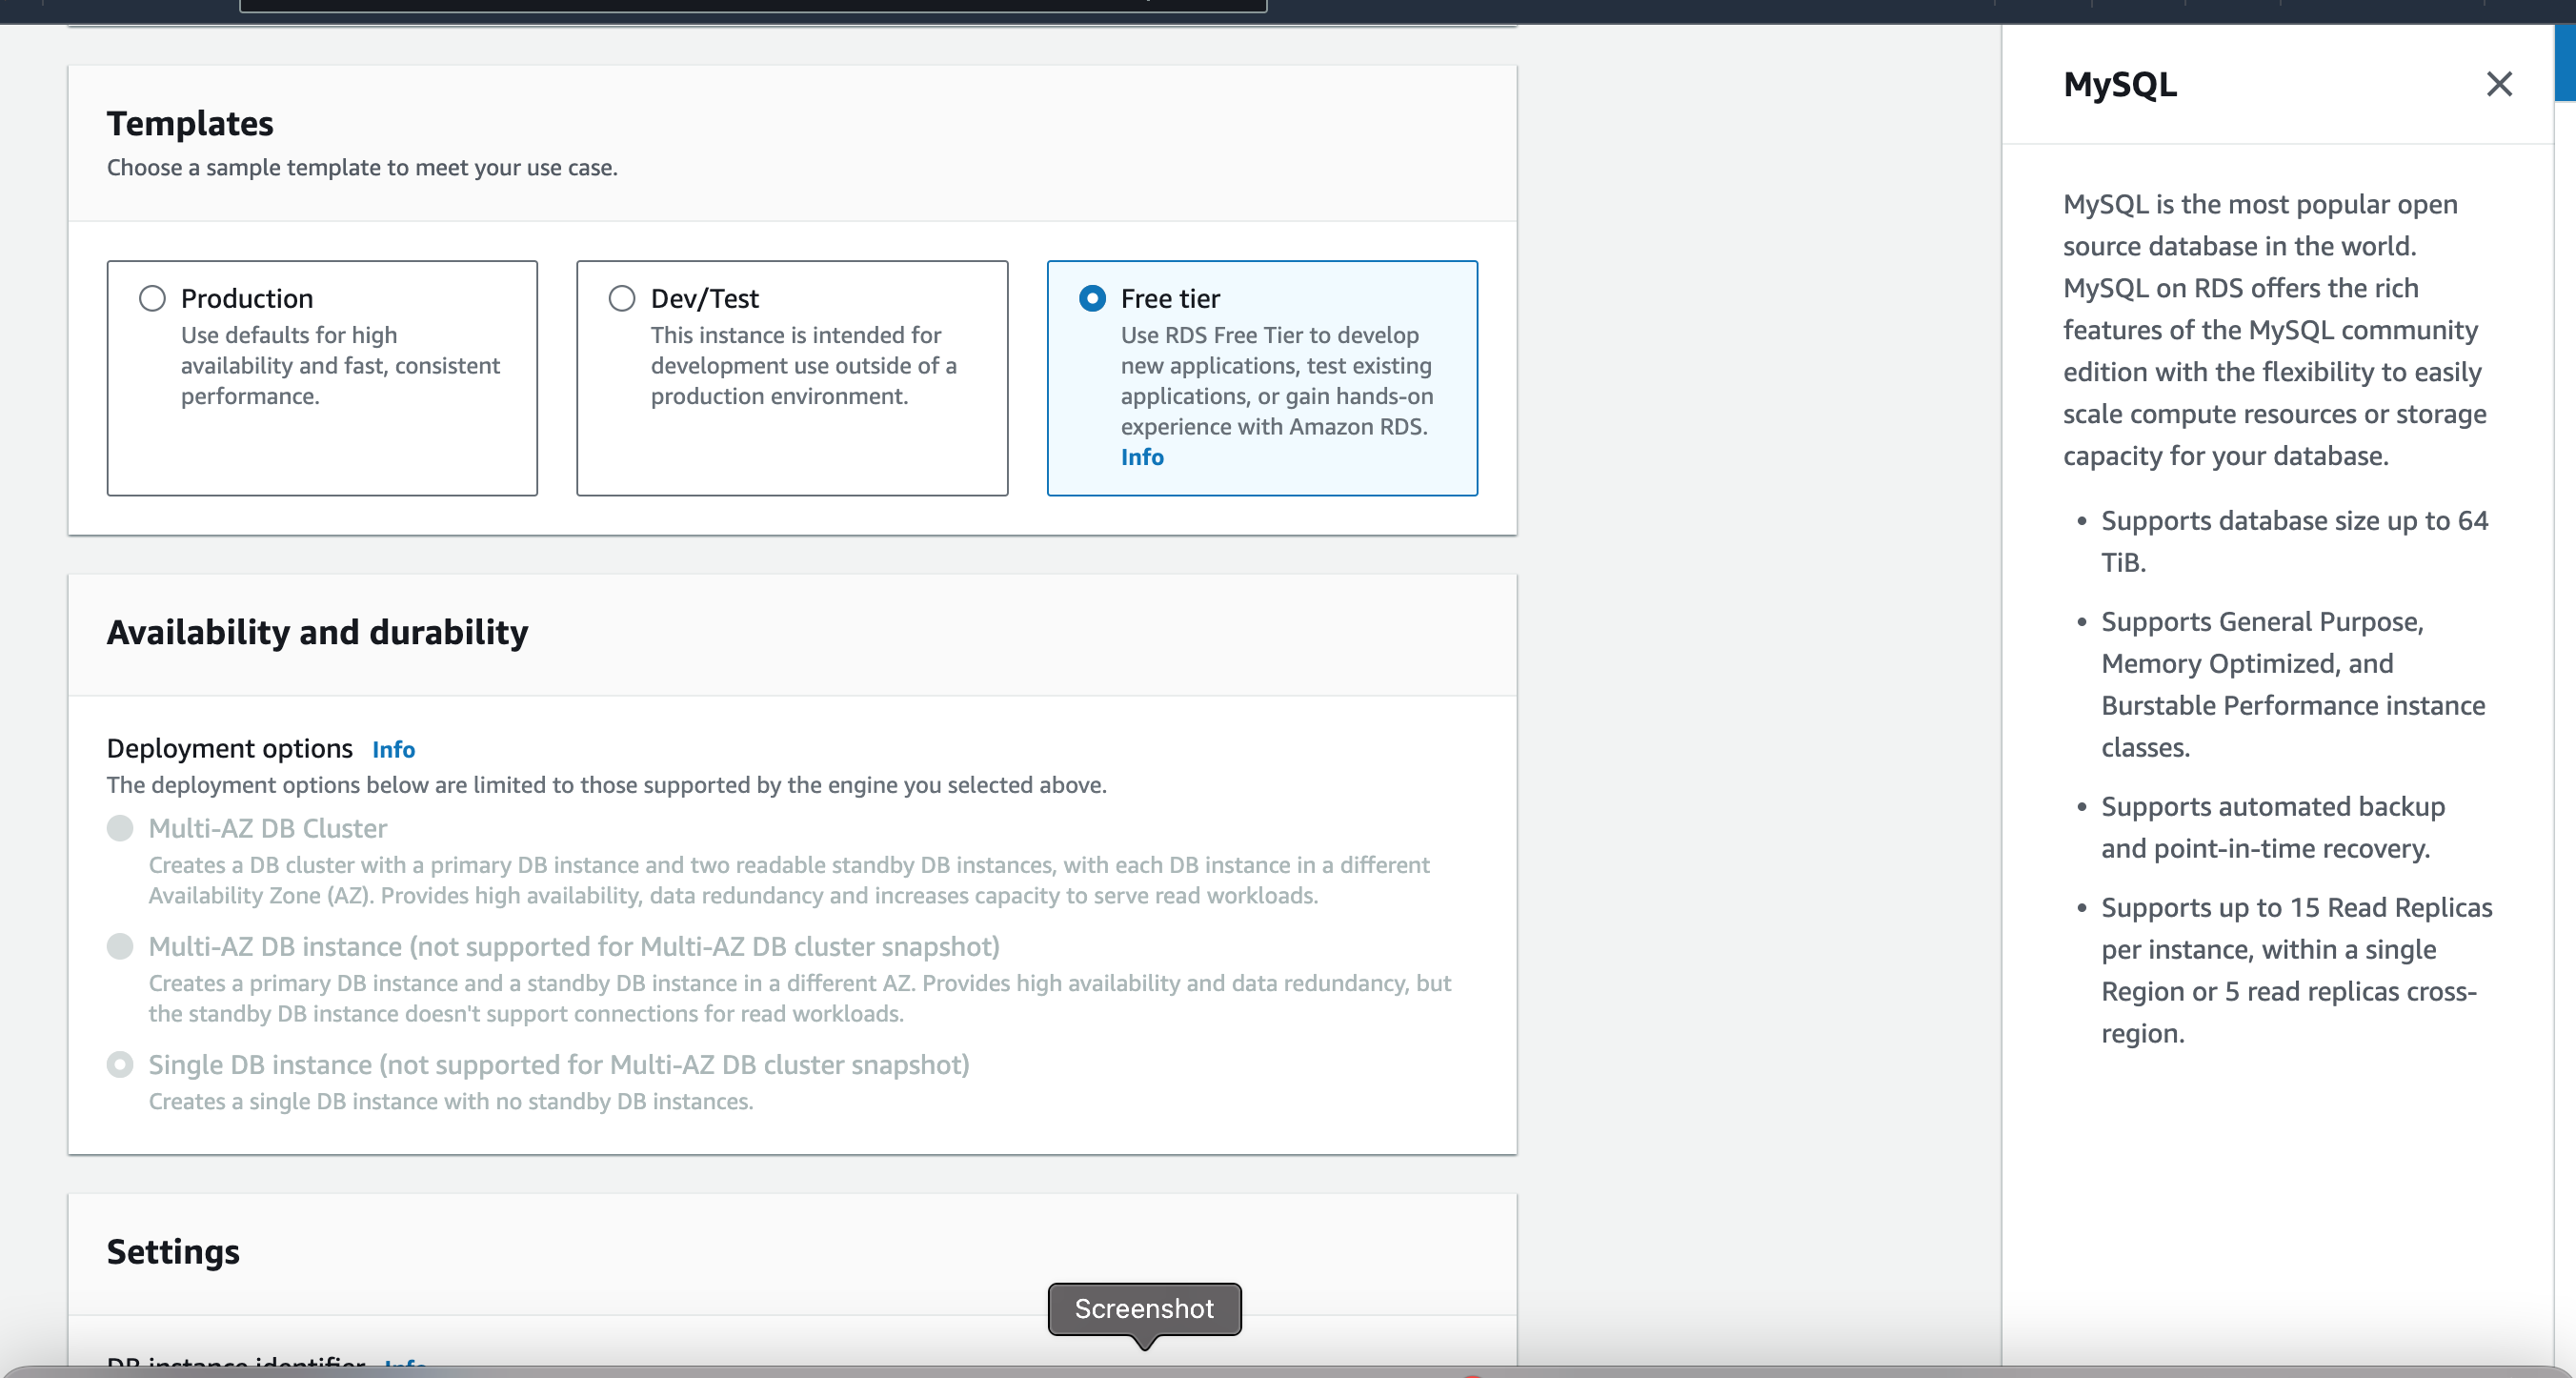 Templates
Choose a sample template to meet your use case.
Production
Use defaults for high
availability and fast, consistent
performance.
Dev/Test
This instance is intended for
development use outside of a
production environment.
Free tier
Use RDS Free Tier to develop
new applications, test existing
applications, or gain hands-on
experience with Amazon RDS.
Info
Availability and durability
Deployment options Info
The deployment options below are limited to those supported by the engine you selected above.
Multi-AZ DB Cluster
Creates a DB cluster with a primary DB instance and two readable standby DB instances, with each DB instance in a different
Availability Zone (AZ). Provides high availability, data redundancy and increases capacity to serve read workloads.
Multi-AZ DB instance (not supported for Multi-AZ DB cluster snapshot)
Creates a primary DB instance and a standby DB instance in a different AZ. Provides high availability and data redundancy, but
the standby DB instance doesn't support connections for read workloads.
Single DB instance (not supported for Multi-AZ DB cluster snapshot)
Creates a single DB instance with no standby DB instances.
Settings
DB instance identifier Info
Screenshot
MySQL
MySQL is the most popular open
source database in the world.
MySQL on RDS offers the rich
features of the MySQL community
edition with the flexibility to easily
scale compute resources or storage
capacity for your database.
• Supports database size up to 64
TiB.
• Supports General Purpose,
Memory Optimized, and
Burstable Performance instance
classes.
• Supports automated backup
and point-in-time recovery.
• Supports up to 15 Read Replicas
per instance, within a single
Region or 5 read replicas cross-
region.